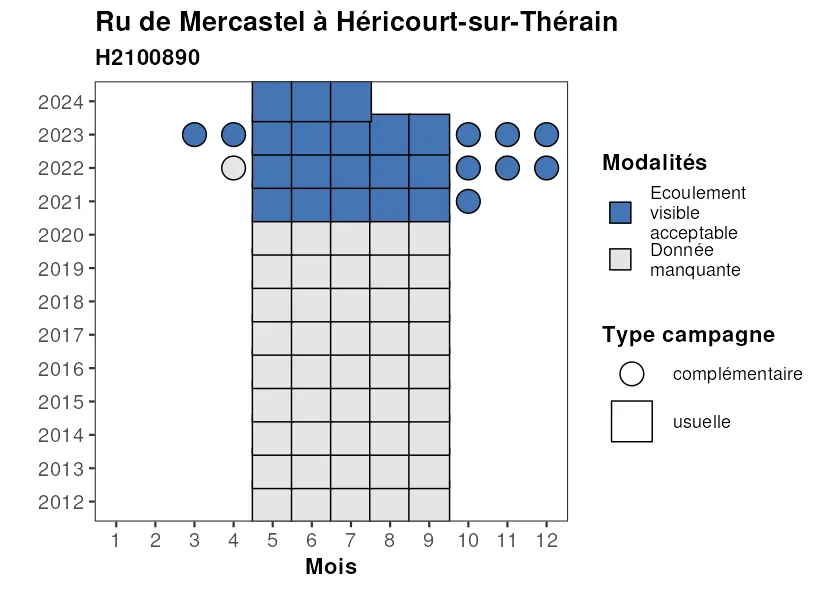 Ru de Mercastel à Héricourt-sur-Thérain
H2100890
2024
2023
2022
2021
2020
2019
2018
2017
2016
2015
2014
2013
2012
1 2 3 4 5 6 7 8 9 10 11 12
Mois
Modalités
Ecoulement
visible
acceptable
Donnée
manquante
Type campagne
complémentaire
usuelle